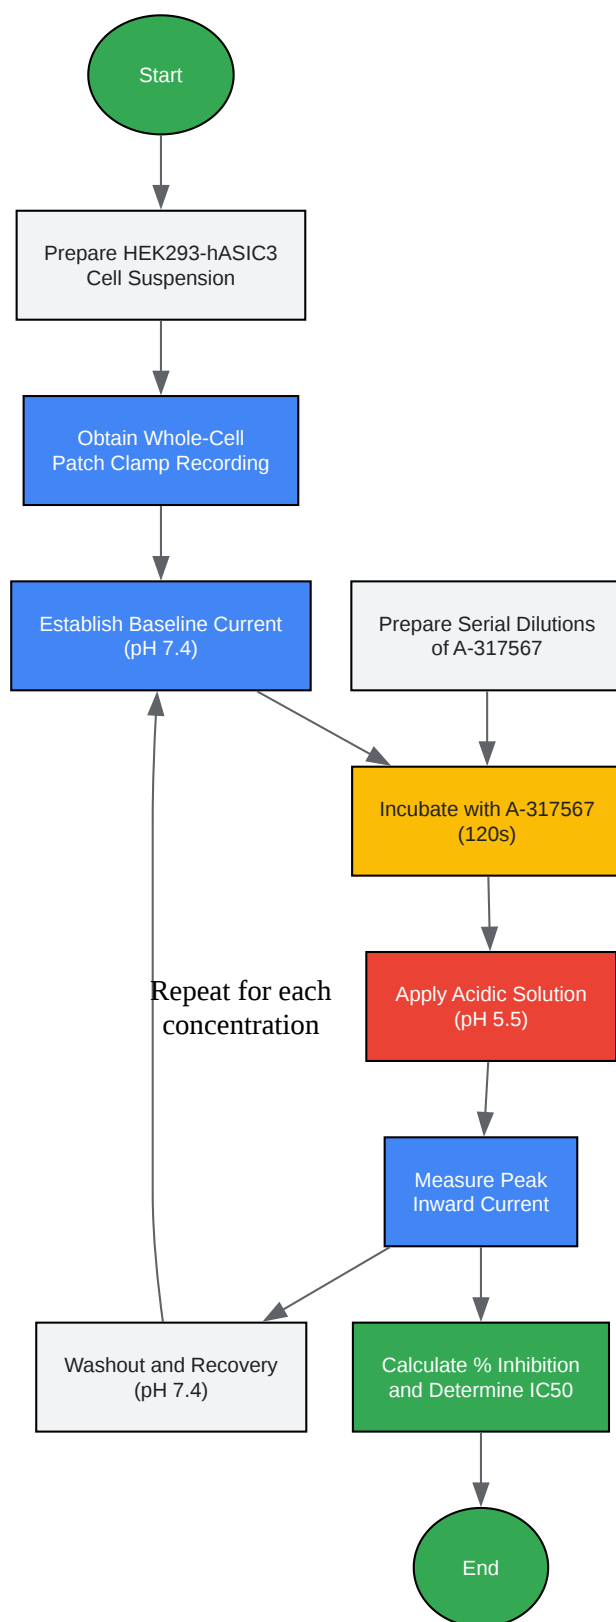 Start
Prepare HEK293-hASIC3
Cell Suspension
Obtain Whole-Cell
Patch Clamp Recording
Establish Baseline Current
(pH 7.4)
Prepare Serial Dilutions
of A-317567
Incubate with A-317567
(120s)
Apply Acidic Solution
(pH 5.5)
Repeat for each
concentration
Measure Peak
Inward Current
Washout and Recovery
(pH 7.4)
Calculate % Inhibition
and Determine IC50
End